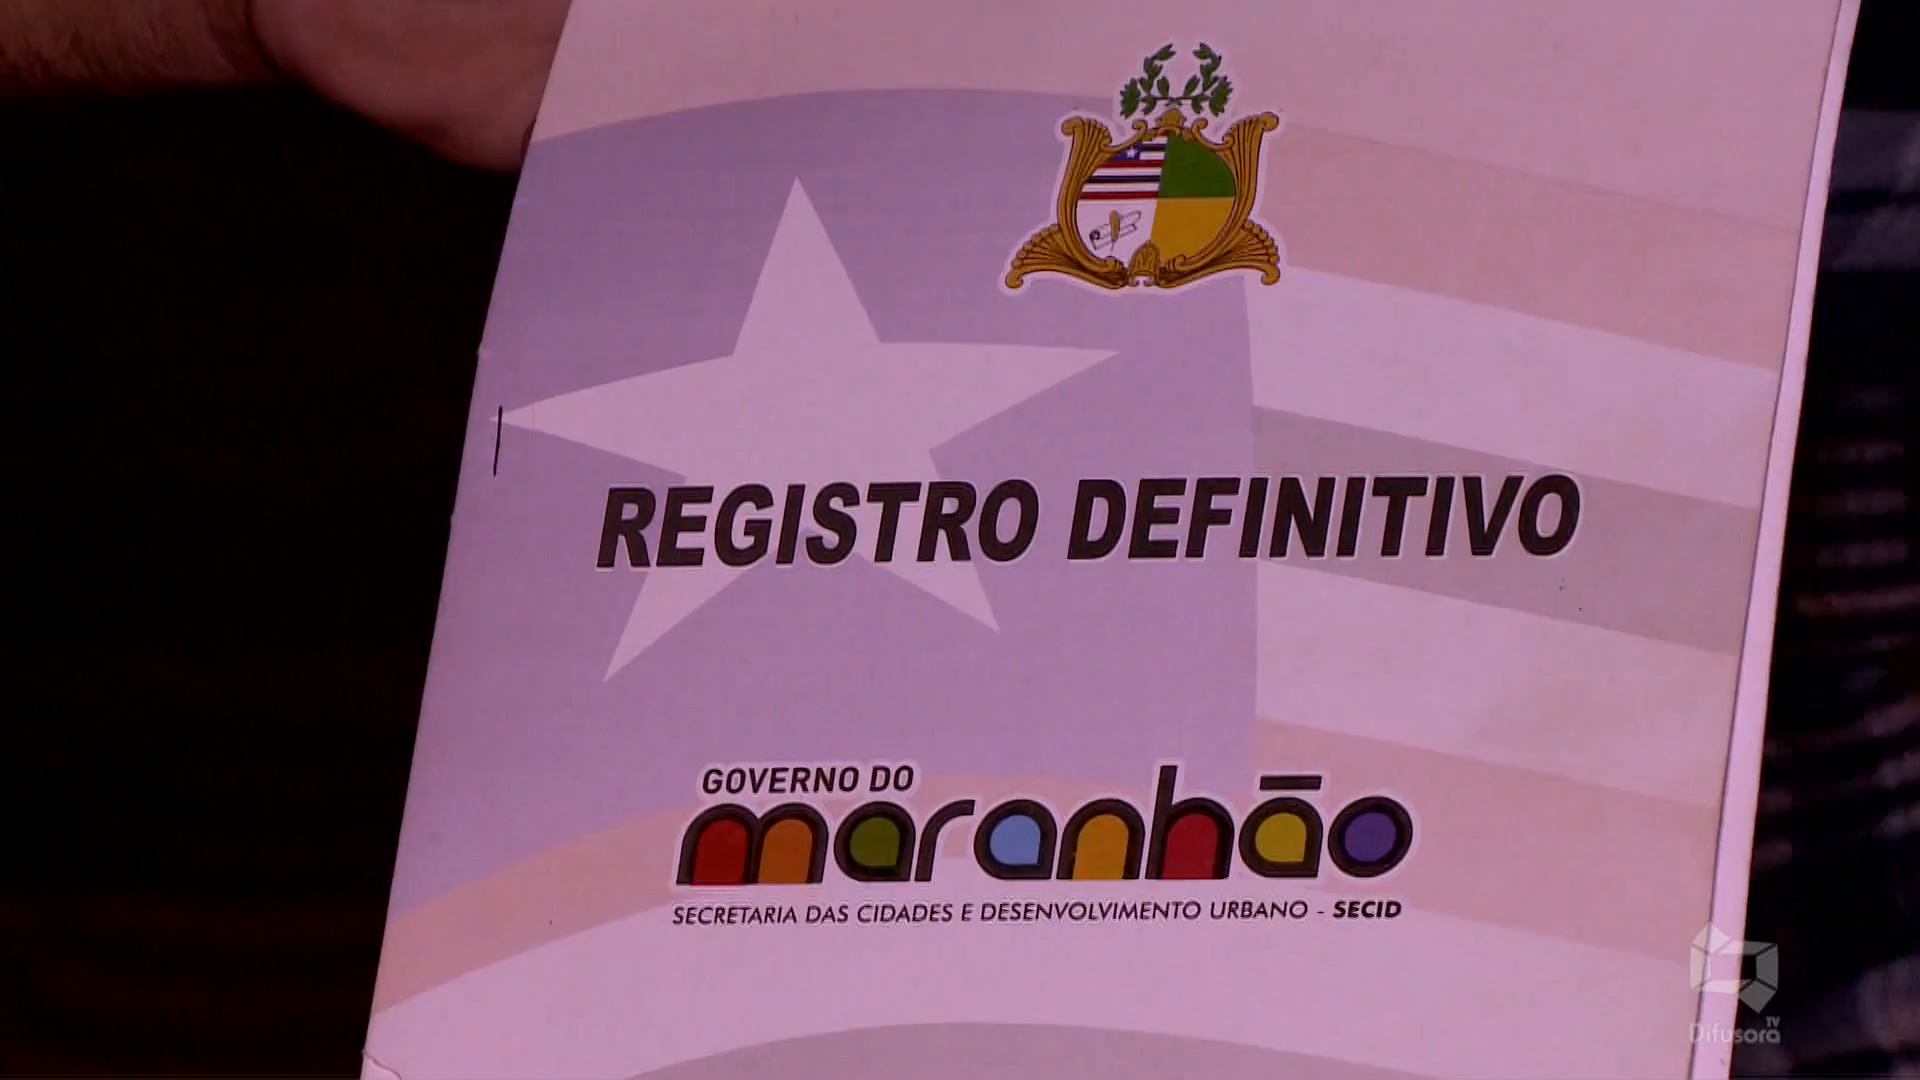 REGISTRO DEFINITIVO
GOVERNO DO
maranhão
SECRETARIA DAS CIDADES E DESENVOLVIMENTO URBANO - SECID
TV
Difusora